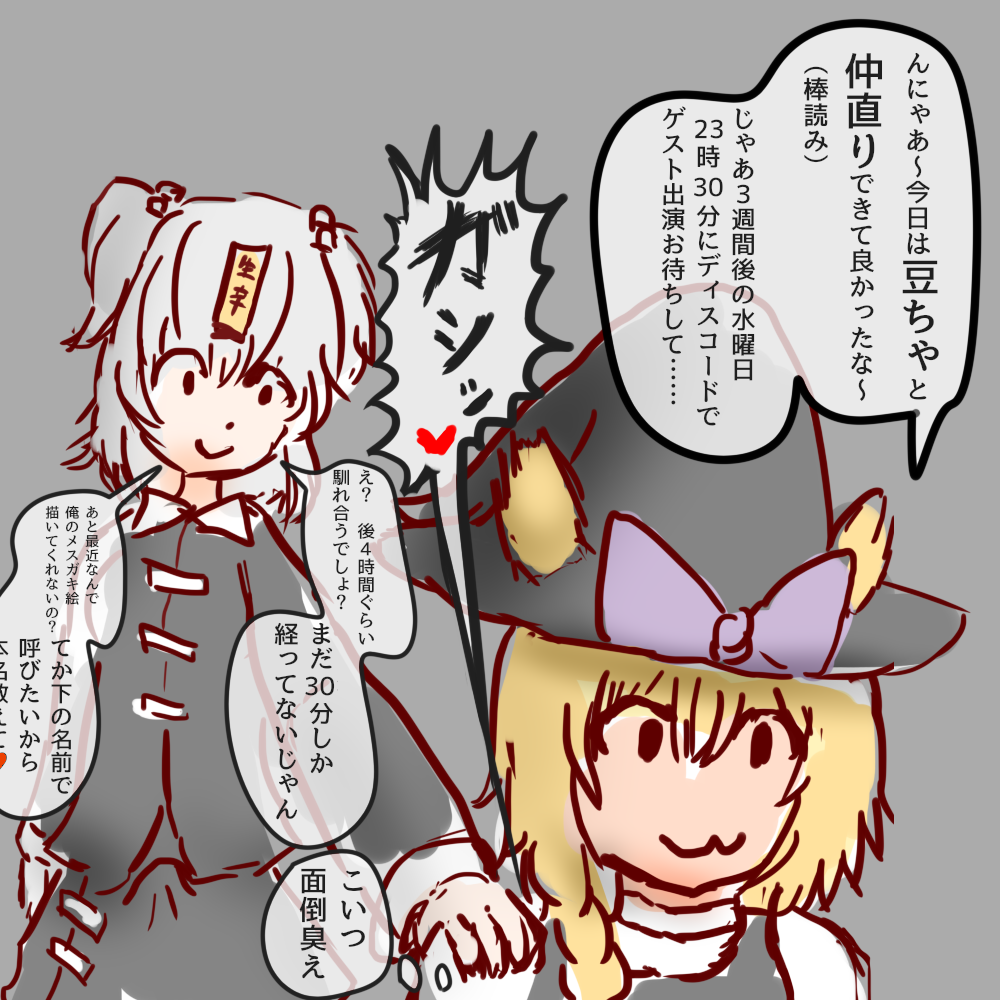 んにゃあ〜今日は豆ちゃと
仲直りできて良かったな〜
（棒読み）
じゃあ３週間後の水曜日
23時30分にディスコードで
ゲスト出演お待ちして……
ガシッ
え？　後４時間ぐらい
馴れ合うでしょ？
まだ30分しか
経ってないじゃん
あと最近なんで
俺のメスガキ絵
描いてくれないの？
てか下の名前で
呼びたいから
本名教えて
こいつ
面倒臭え